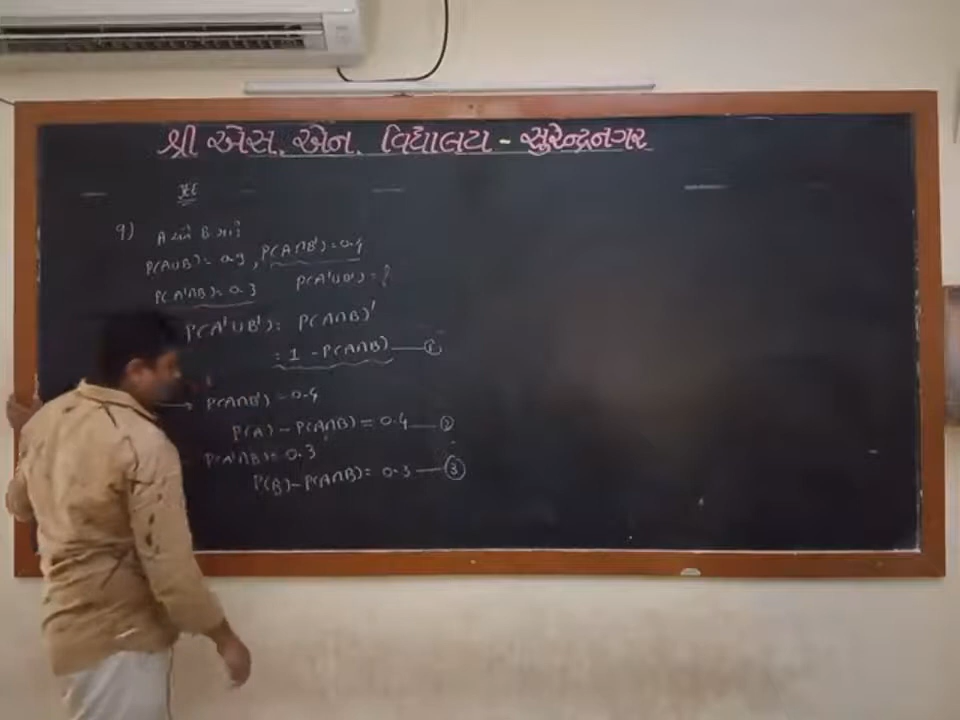 શ્રી એસ. એન. વિદ્યાલય - સુરેન્દ્રનગર
9) A અને B માટે
P(A∪B) = 0.9, P(A∩B') = 0.4
P(A'∩B) = 0.3 P(A'∪B') = ?
P(A'∪B') = P(A∩B)'
= 1 - P(A∩B) — ①
→ P(A∩B') = 0.4
P(A) - P(A∩B) = 0.4 — ②
P(A'∩B) = 0.3
P(B) - P(A∩B) = 0.3 — ③